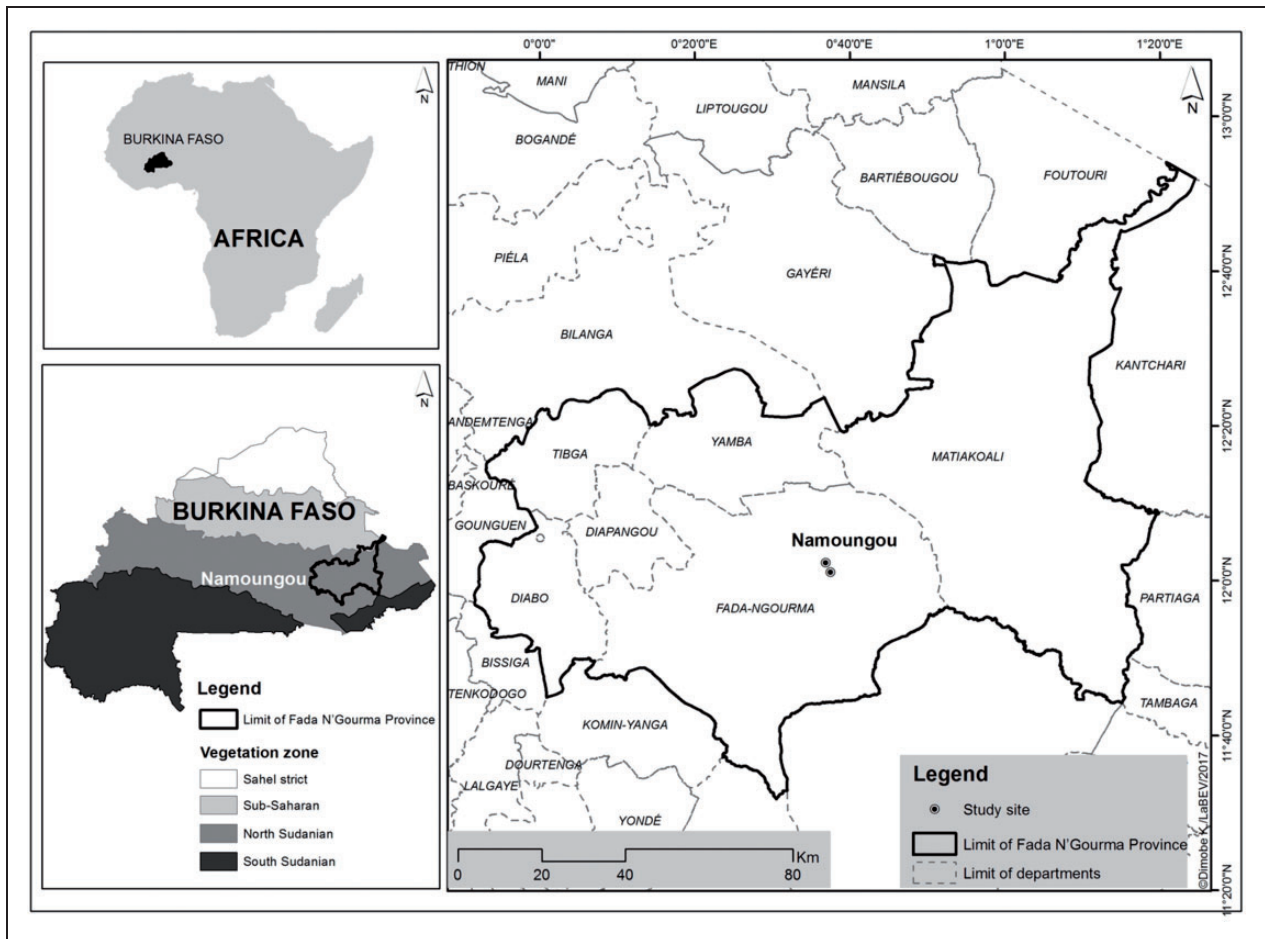 N
BURKINA FASO
AFRICA
N
BURKINA FASO
Namoungou
Legend
Limit of Fada N'Gourma Province
Vegetation zone
Sahel strict
Sub-Saharan
North Sudanian
South Sudanian
0°0'0"
0°20'0"E
0°40'0"E
1°0'0"E
1°20'0"E
N
THION
MANI
LIPTOUGOU
MANSILA
BOGANDÉ
BARTIÉBOUGOU
FOUTOURI
PIÉLA
GAYÉRI
BILANGA
KANTCHARI
ANDEMTENGA
TIBGA
YAMBA
MATIAKOALI
BASKOURÉ
GOUNGUEN
DIAPANGOU
Namoungou
DIABO
FADA-NGOURMA
PARTIAGA
BISSIGA
TENKODOGO
TAMBAGA
KOMIN-YANGA
DOURTENGA
LALGAYE
YONDÉ
13°0'0"N
12°40'0"N
12°20'0"N
12°0'0"N
11°40'0"N
11°20'0"N
Km
0 20 40 80
Legend
Study site
Limit of Fada N'Gourma Province
Limit of departments
©Dimobe K./LaBEV/2017